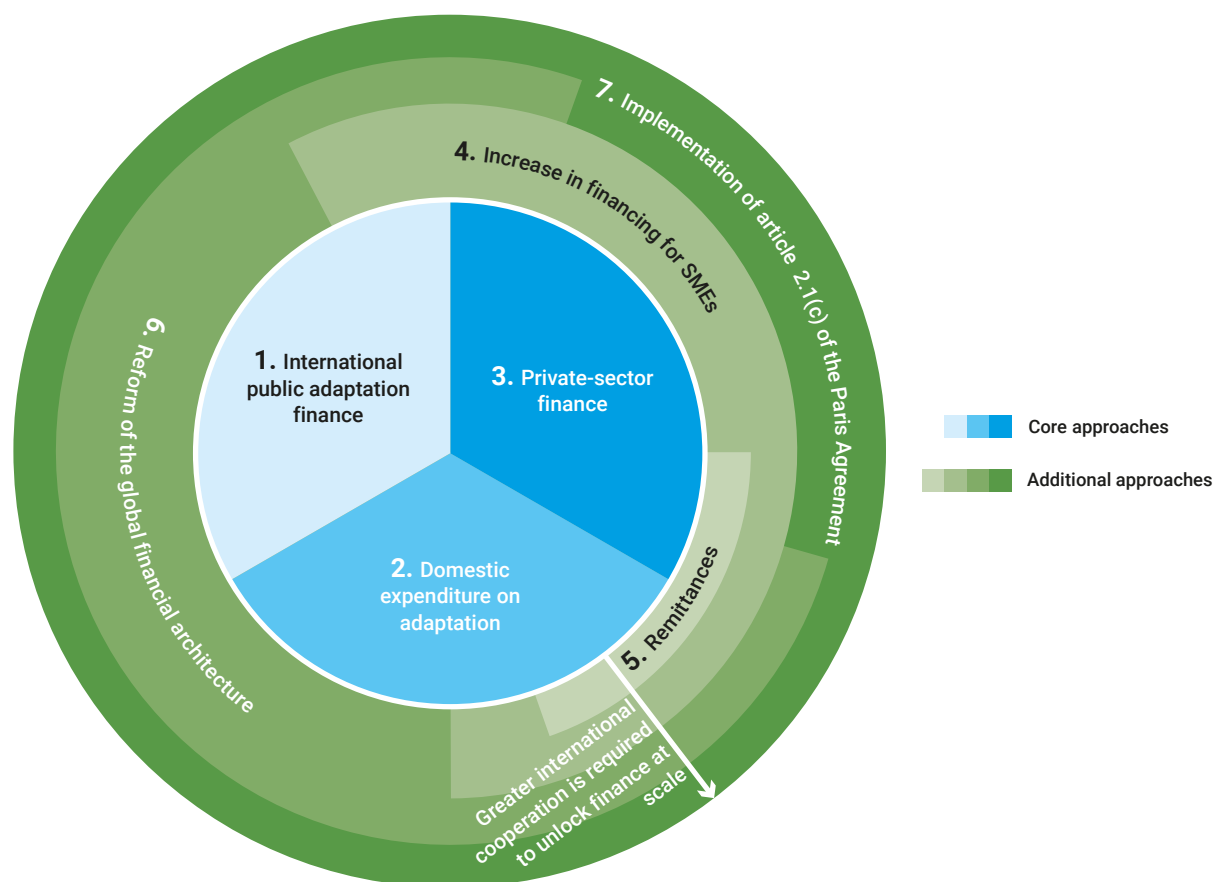 1. International
public adaptation
finance
2. Domestic
expenditure on
adaptation
3. Private-sector
finance
4. Increase in financing for SMEs
5. Remittances
6. Reform of the global financial architecture
7. Implementation of article 2.1(c) of the Paris Agreement
Greater international
cooperation is required
to unlock finance at
scale
Core approaches
Additional approaches